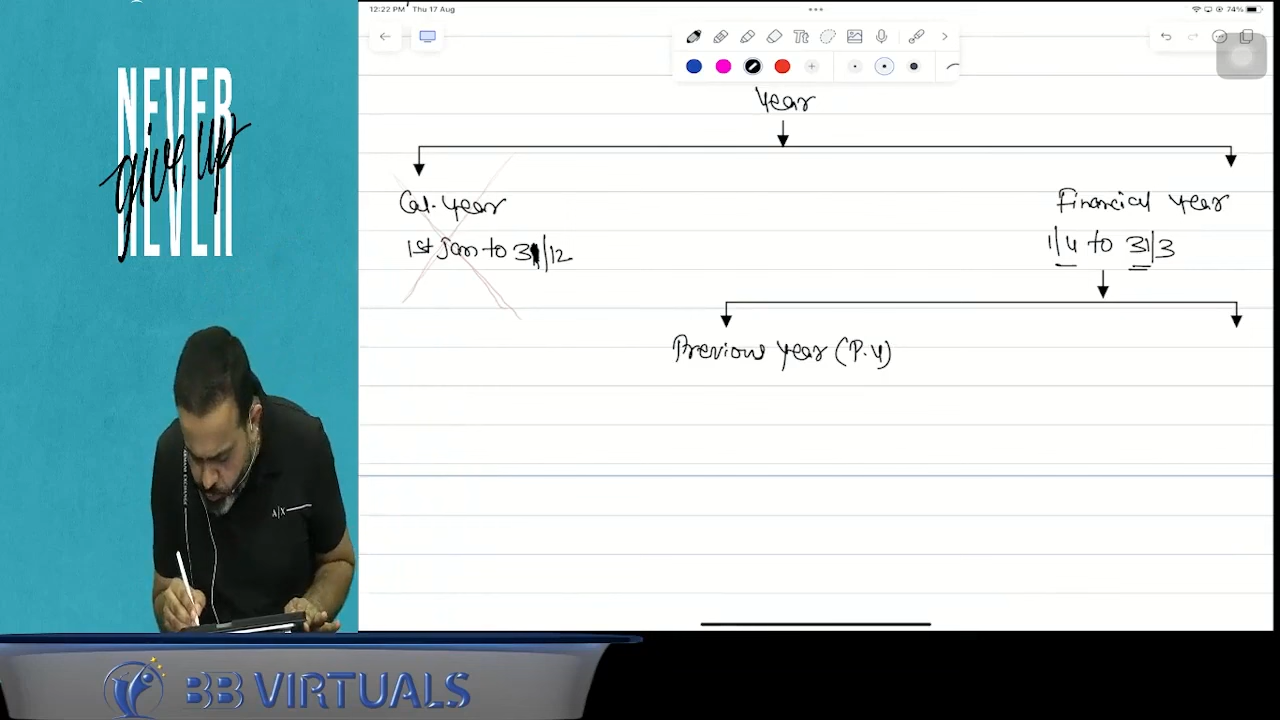 12:22 PM Thu 17 Aug
74%
NEVER
give up
NEVER
Year
Cal. Year
Financial Year
1st Jan to 31/12
1/4 to 31/3
Previous Year (P.Y)
A/X
BB VIRTUALS